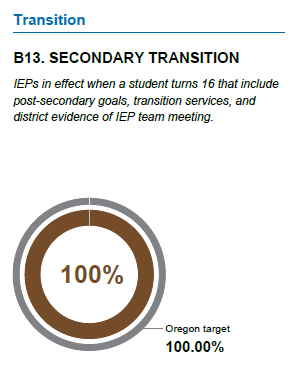 Transition
B13. SECONDARY TRANSITION
IEPs in effect when a student turns 16 that include
post-secondary goals, transition services, and
district evidence of IEP team meeting.
100%
Oregon target
100.00%